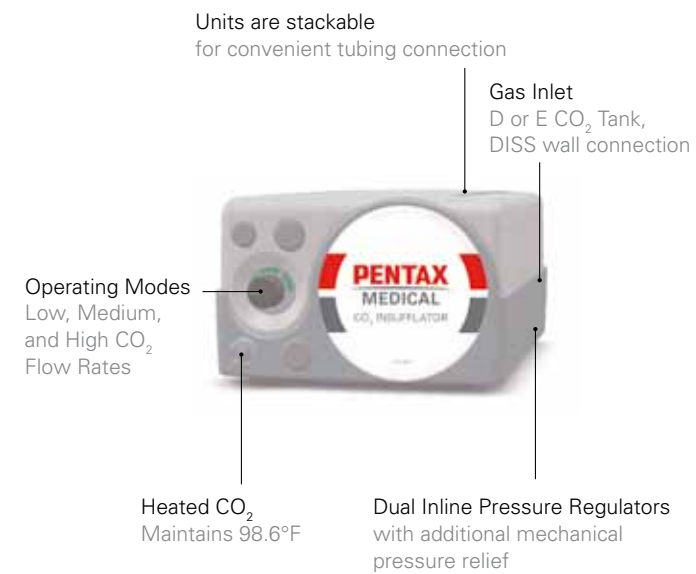 Units are stackable
for convenient tubing connection
Gas Inlet
D or E CO₂ Tank,
DISS wall connection
Operating Modes
Low, Medium,
and High CO₂
Flow Rates
PENTAX
MEDICAL
CO₂ INSUFFLATOR
Heated CO₂
Maintains 98.6°F
Dual Inline Pressure Regulators
with additional mechanical
pressure relief